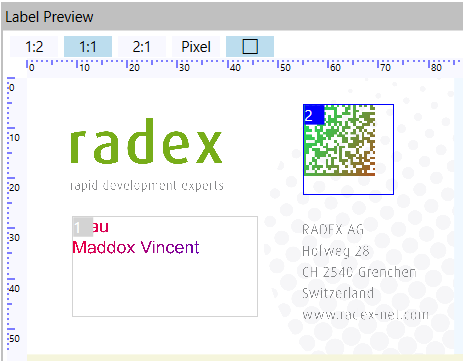 Label Preview
1:2 1:1 2:1 Pixel
0 10 20 30 40 50 60 70 80
0
10
20
30
40
50
radex
rapid development experts
2
1 au
Maddox Vincent
RADEX AG
Holweg 28
CH 2540 Grenchen
Switzerland
www.radex-net.com